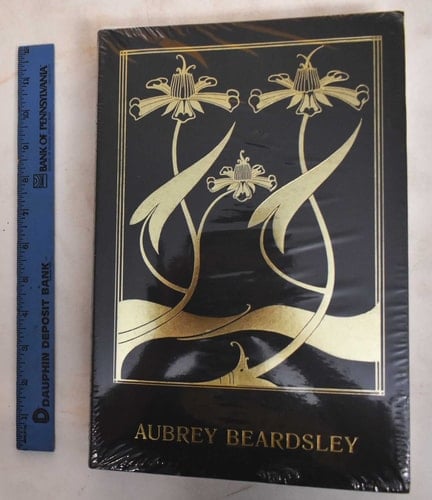 BANK OF PENNSYLVANIA
DAUPHIN DEPOSIT BANK
AUBREY BEARDSLEY